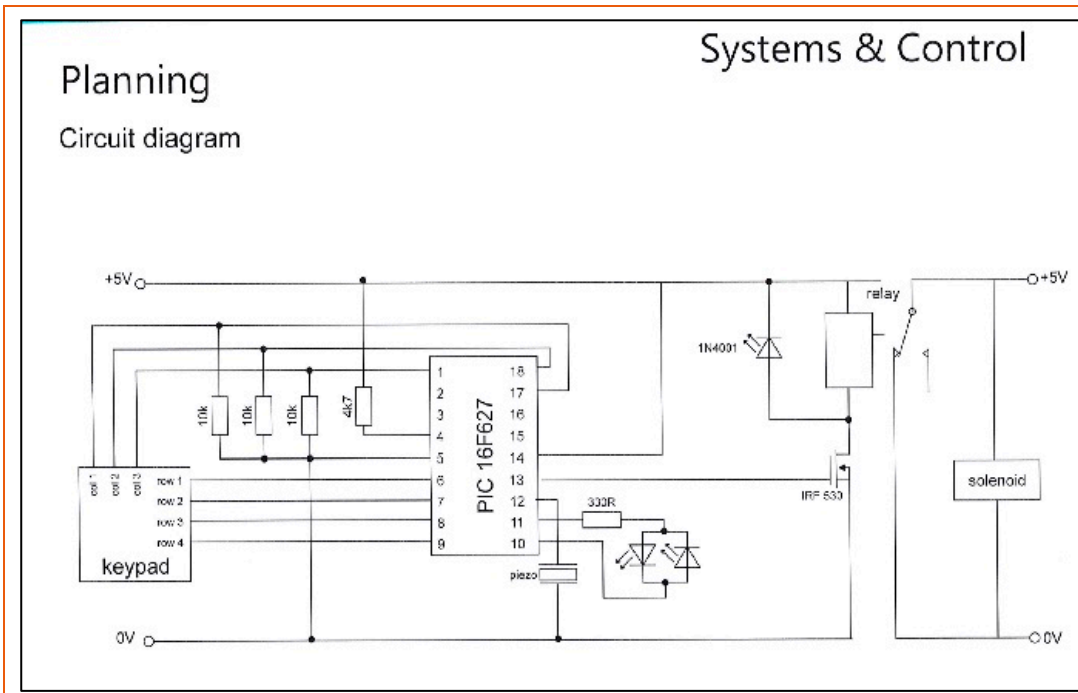 Systems & Control
Planning
Circuit diagram
+5V
+5V
relay
1N4001
10k
10k
10k
4k7
PIC 16F627
1
2
3
4
5
6
7
8
9
18
17
16
15
14
13
12
11
10
col 1
col 2
col 3
row 1
row 2
row 3
row 4
keypad
IRF 530
solenoid
piezo
0V
0V